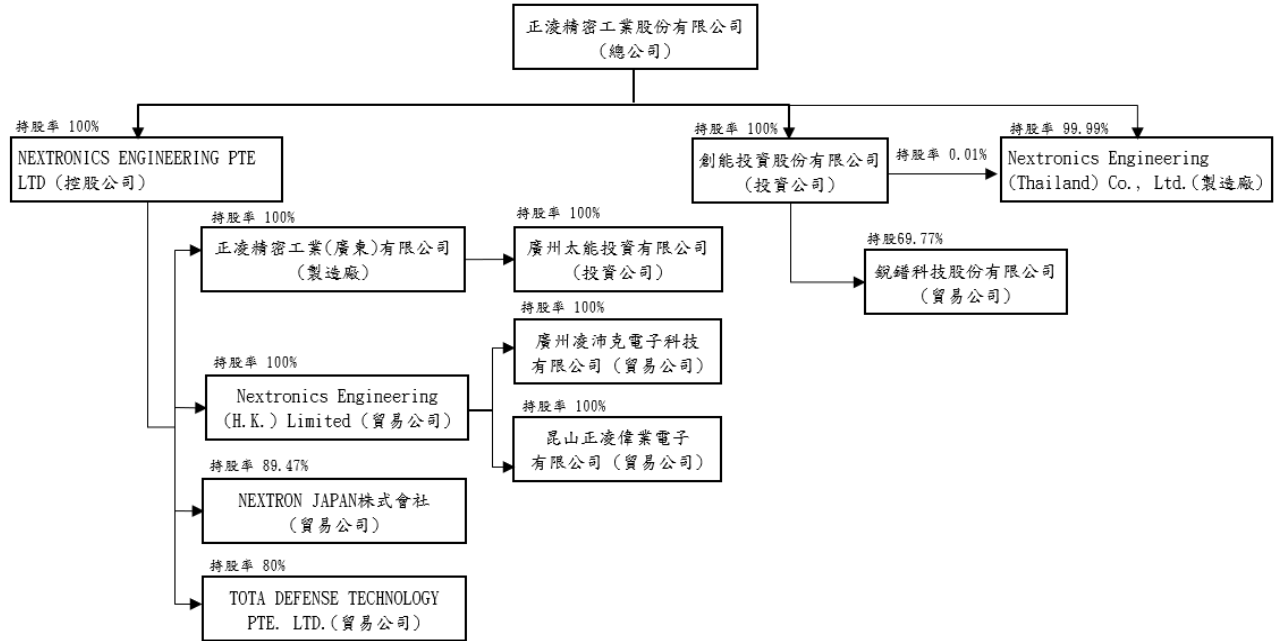 正淩精密工業股份有限公司
(總公司)
持股率 100%
NEXTRONICS ENGINEERING PTE
LTD (控股公司)
持股率 100%
創能投資股份有限公司
(投資公司)
持股率 0.01%
持股率 99.99%
Nextronics Engineering
(Thailand) Co., Ltd.(製造廠)
持股率 100%
正凌精密工業(廣東)有限公司
(製造廠)
持股率 100%
廣州太能投資有限公司
(投資公司)
持股69.77%
銳鐠科技股份有限公司
(貿易公司)
持股率 100%
Nextronics Engineering
(H.K.) Limited (貿易公司)
持股率 100%
廣州凌沛克電子科技
有限公司 (貿易公司)
持股率 100%
昆山正凌偉業電子
有限公司 (貿易公司)
持股率 89.47%
NEXTRON JAPAN株式會社
(貿易公司)
持股率 80%
TOTA DEFENSE TECHNOLOGY
PTE. LTD.(貿易公司)